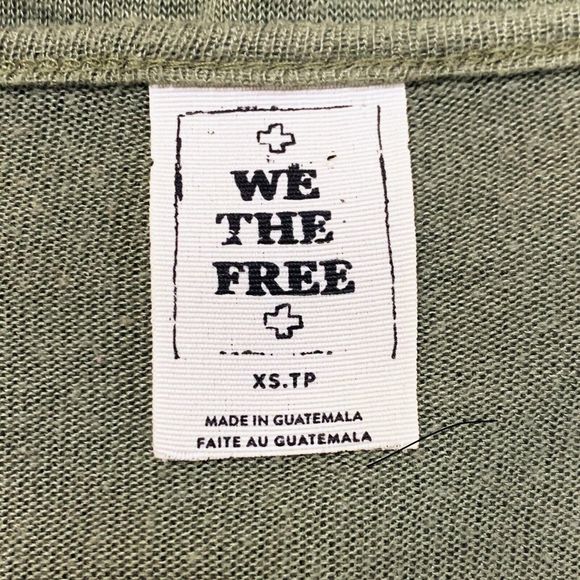 WE
THE
FREE
XS.TP
MADE IN GUATEMALA
FAITE AU GUATEMALA